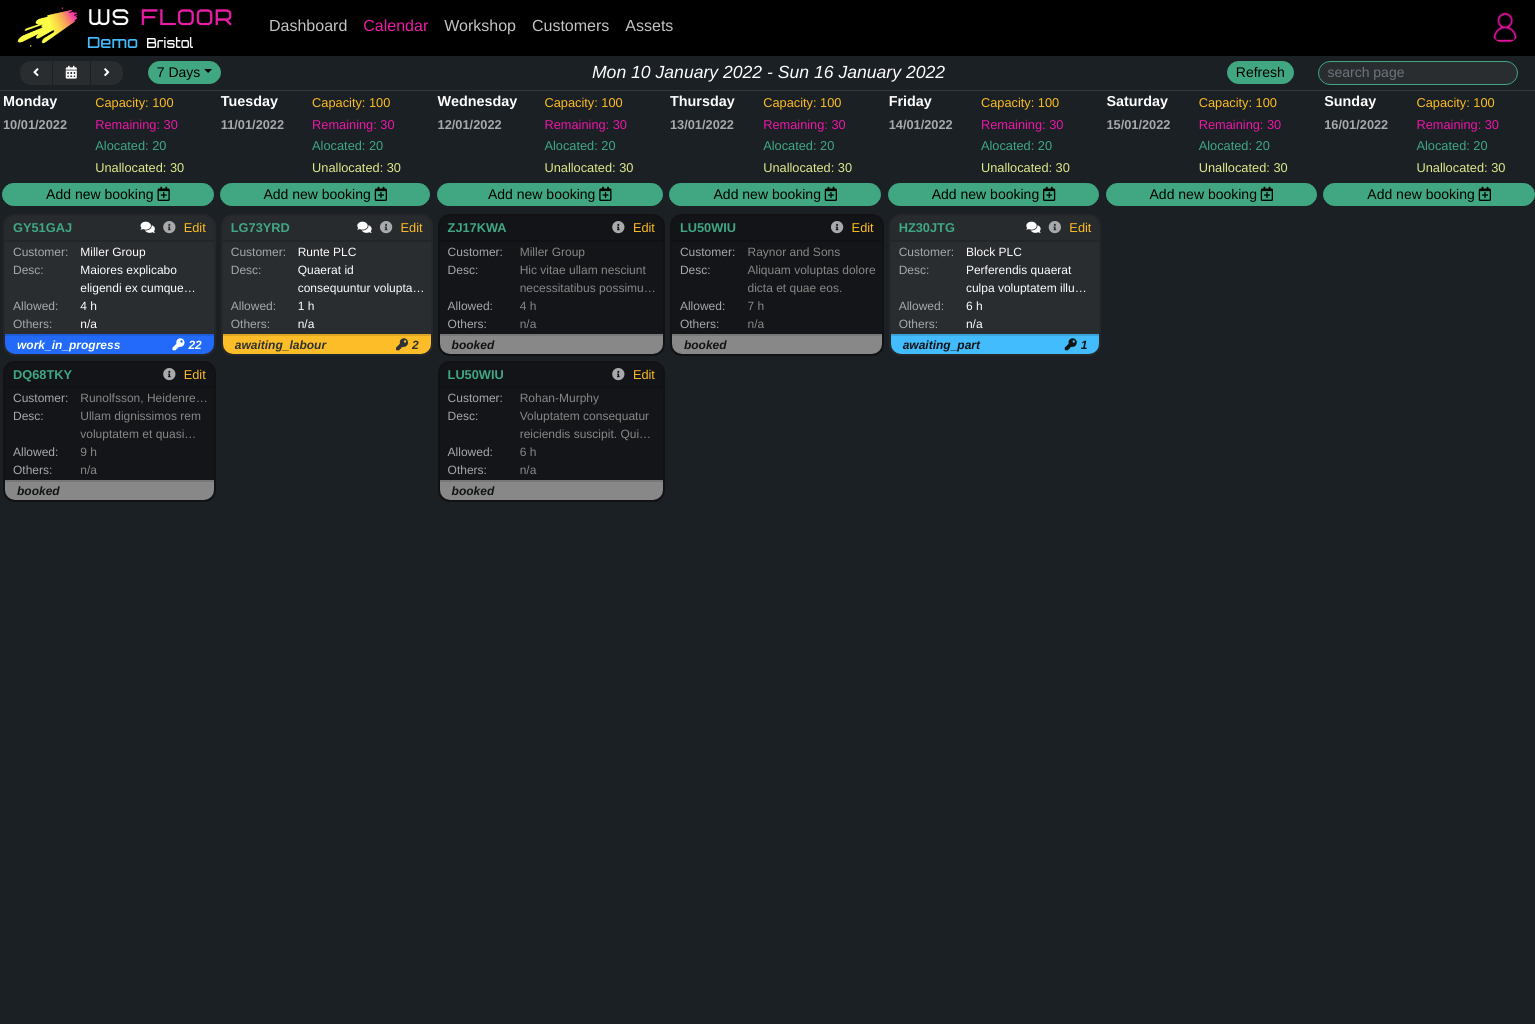 WS FLOOR
Demo Bristol
Dashboard Calendar Workshop Customers Assets
7 Days Mon 10 January 2022 - Sun 16 January 2022 Refresh search page
Monday Capacity: 100 Tuesday Capacity: 100 Wednesday Capacity: 100 Thursday Capacity: 100 Friday Capacity: 100 Saturday Capacity: 100 Sunday Capacity: 100
10/01/2022 Remaining: 30 11/01/2022 Remaining: 30 12/01/2022 Remaining: 30 13/01/2022 Remaining: 30 14/01/2022 Remaining: 30 15/01/2022 Remaining: 30 16/01/2022 Remaining: 30
Alocated: 20 Alocated: 20 Alocated: 20 Alocated: 20 Alocated: 20 Alocated: 20 Alocated: 20
Unallocated: 30 Unallocated: 30 Unallocated: 30 Unallocated: 30 Unallocated: 30 Unallocated: 30 Unallocated: 30
Add new booking Add new booking Add new booking Add new booking Add new booking Add new booking Add new booking
GY51GAJ Edit
Customer: Miller Group
Desc: Maiores explicabo
eligendi ex cumque…
Allowed: 4 h
Others: n/a
work_in_progress 22
DQ68TKY Edit
Customer: Runolfsson, Heidenre…
Desc: Ullam dignissimos rem
voluptatem et quasi…
Allowed: 9 h
Others: n/a
booked
LG73YRD Edit
Customer: Runte PLC
Desc: Quaerat id
consequuntur volupta…
Allowed: 1 h
Others: n/a
awaiting_labour 2
ZJ17KWA Edit
Customer: Miller Group
Desc: Hic vitae ullam nesciunt
necessitatibus possimu…
Allowed: 4 h
Others: n/a
booked
LU50WIU Edit
Customer: Rohan-Murphy
Desc: Voluptatem consequatur
reiciendis suscipit. Qui…
Allowed: 6 h
Others: n/a
booked
LU50WIU Edit
Customer: Raynor and Sons
Desc: Aliquam voluptas dolore
dicta et quae eos.
Allowed: 7 h
Others: n/a
booked
HZ30JTG Edit
Customer: Block PLC
Desc: Perferendis quaerat
culpa voluptatem illu…
Allowed: 6 h
Others: n/a
awaiting_part 1